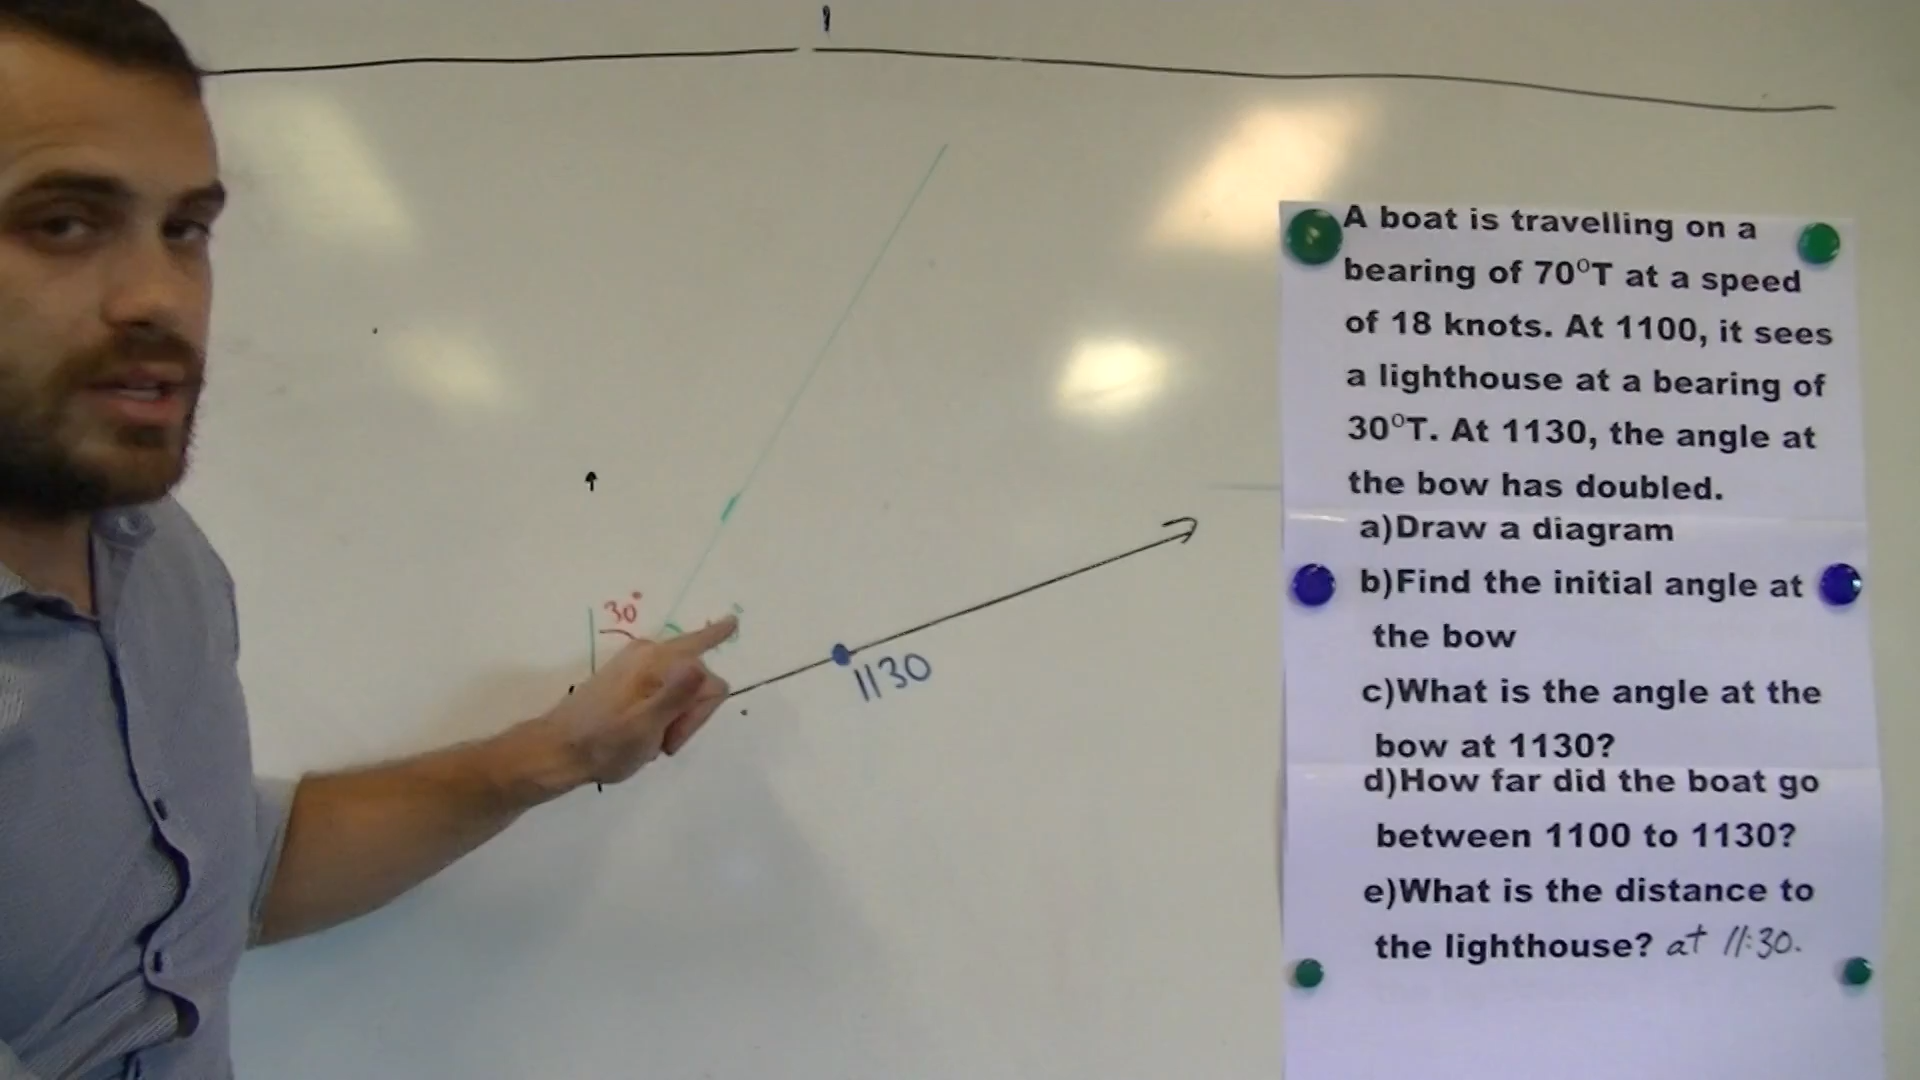 30°
1130
A boat is travelling on a
bearing of 70⁰T at a speed
of 18 knots. At 1100, it sees
a lighthouse at a bearing of
30⁰T. At 1130, the angle at
the bow has doubled.
a)Draw a diagram
b)Find the initial angle at
the bow
c)What is the angle at the
bow at 1130?
d)How far did the boat go
between 1100 to 1130?
e)What is the distance to
the lighthouse? at 11:30.